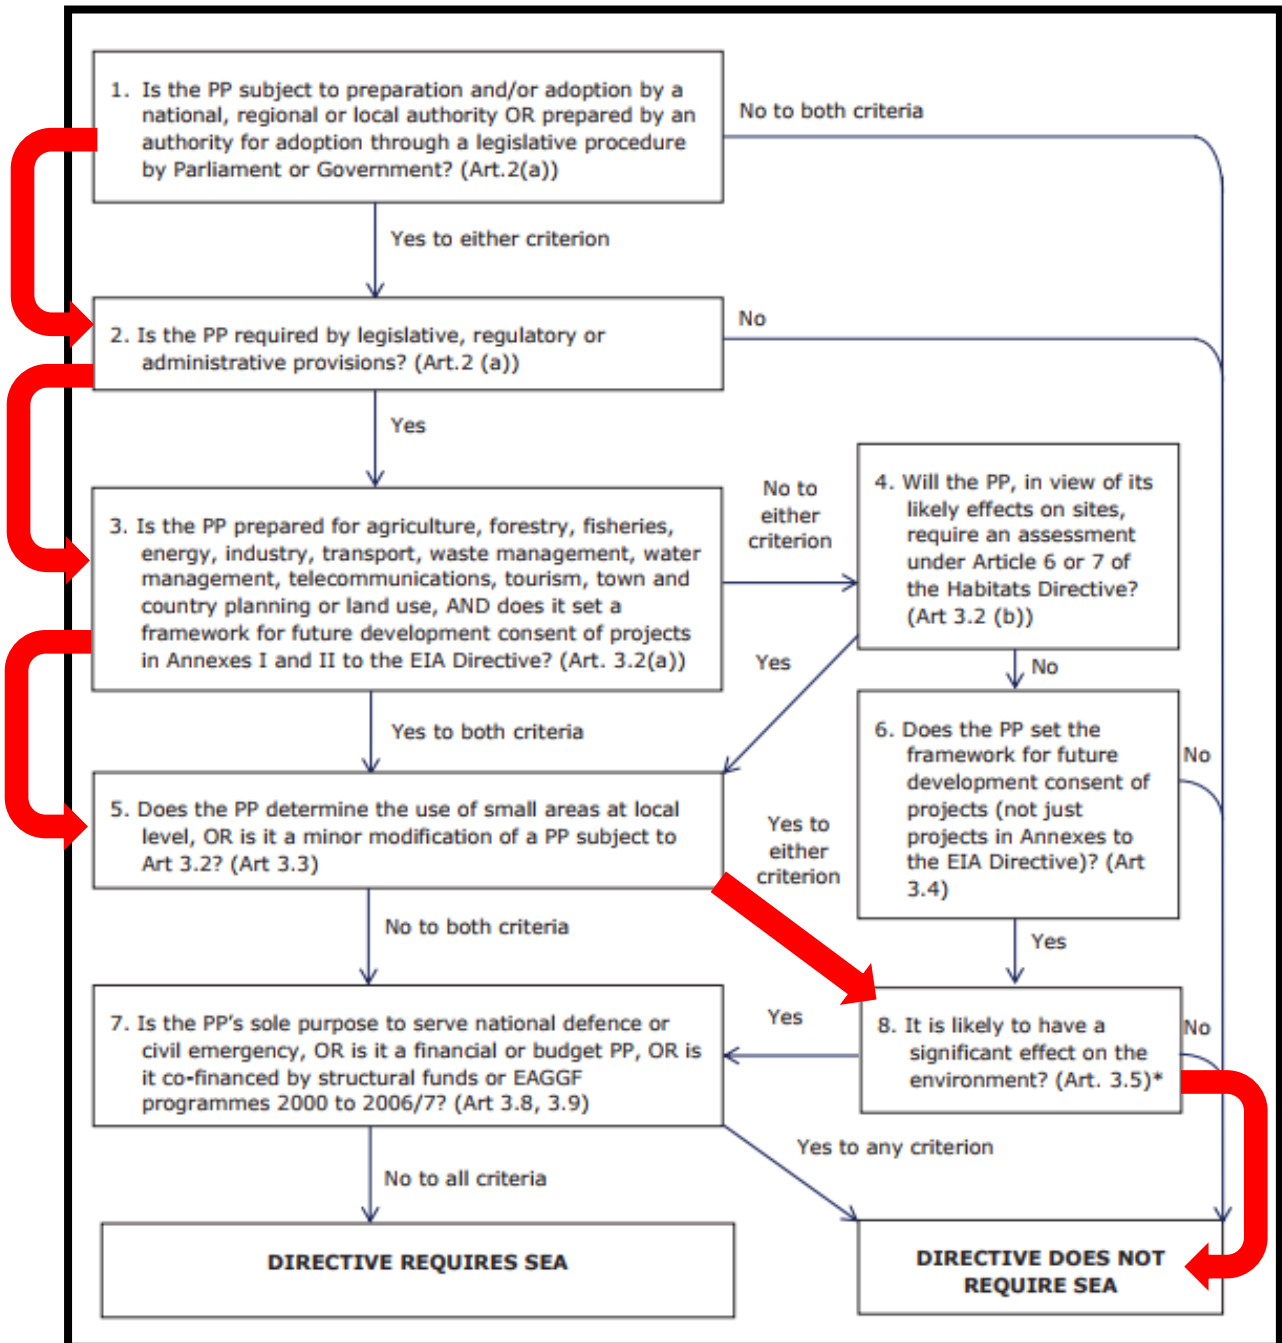 1. Is the PP subject to preparation and/or adoption by a
national, regional or local authority OR prepared by an
authority for adoption through a legislative procedure
by Parliament or Government? (Art.2(a))
No to both criteria
Yes to either criterion
2. Is the PP required by legislative, regulatory or
administrative provisions? (Art.2 (a))
No
Yes
3. Is the PP prepared for agriculture, forestry, fisheries,
energy, industry, transport, waste management, water
management, telecommunications, tourism, town and
country planning or land use, AND does it set a
framework for future development consent of projects
in Annexes I and II to the EIA Directive? (Art. 3.2(a))
No to
either
criterion
4. Will the PP, in view of its
likely effects on sites,
require an assessment
under Article 6 or 7 of
the Habitats Directive?
(Art 3.2 (b))
Yes
No
Yes to both criteria
6. Does the PP set the
framework for future
development consent of
projects (not just
projects in Annexes to
the EIA Directive)? (Art
3.4)
No
5. Does the PP determine the use of small areas at local
level, OR is it a minor modification of a PP subject to
Art 3.2? (Art 3.3)
Yes to
either
criterion
No to both criteria
Yes
7. Is the PP's sole purpose to serve national defence or
civil emergency, OR is it a financial or budget PP, OR is
it co-financed by structural funds or EAGGF
programmes 2000 to 2006/7? (Art 3.8, 3.9)
Yes
8. It is likely to have a
significant effect on the
environment? (Art. 3.5)*
No
Yes to any criterion
No to all criteria
DIRECTIVE REQUIRES SEA
DIRECTIVE DOES NOT
REQUIRE SEA